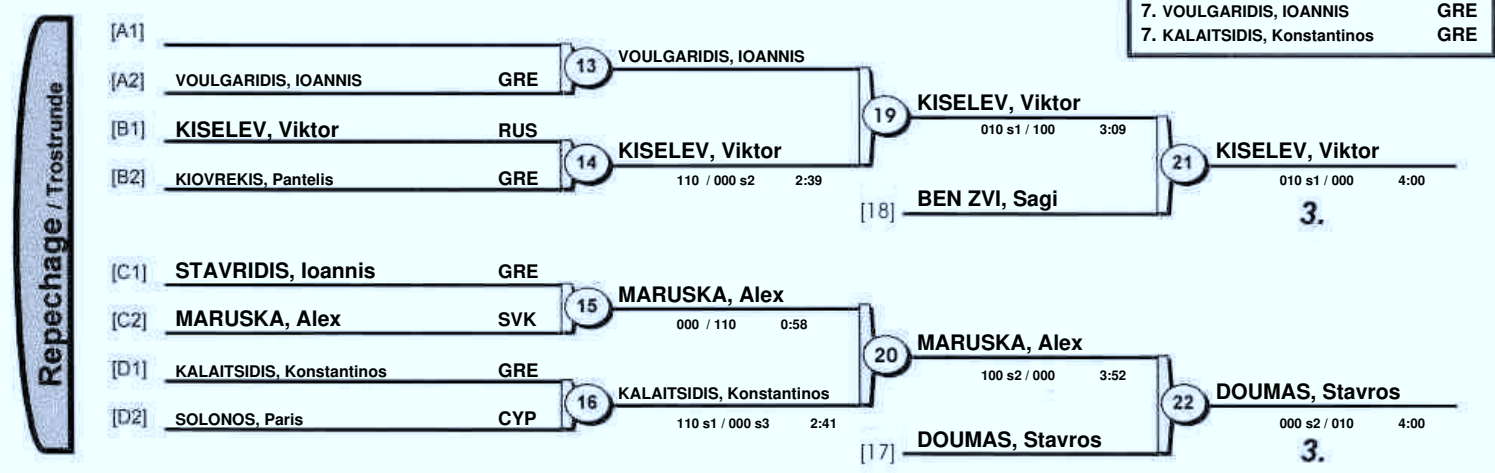 7. VOULGARIDIS, IOANNIS GRE
7. KALAITSIDIS, Konstantinos GRE
Repechage / Trostrunde
[A1]
[A2] VOULGARIDIS, IOANNIS GRE
13 VOULGARIDIS, IOANNIS
[B1] KISELEV, Viktor RUS
[B2] KIOVREKIS, Pantelis GRE
14 KISELEV, Viktor
110 / 000 s2 2:39
19 KISELEV, Viktor
010 s1 / 100 3:09
[18] BEN ZVI, Sagi
21 KISELEV, Viktor
010 s1 / 000 4:00
3.
[C1] STAVRIDIS, Ioannis GRE
[C2] MARUSKA, Alex SVK
15 MARUSKA, Alex
000 / 110 0:58
[D1] KALAITSIDIS, Konstantinos GRE
[D2] SOLONOS, Paris CYP
16 KALAITSIDIS, Konstantinos
110 s1 / 000 s3 2:41
20 MARUSKA, Alex
100 s2 / 000 3:52
[17] DOUMAS, Stavros
22 DOUMAS, Stavros
000 s2 / 010 4:00
3.